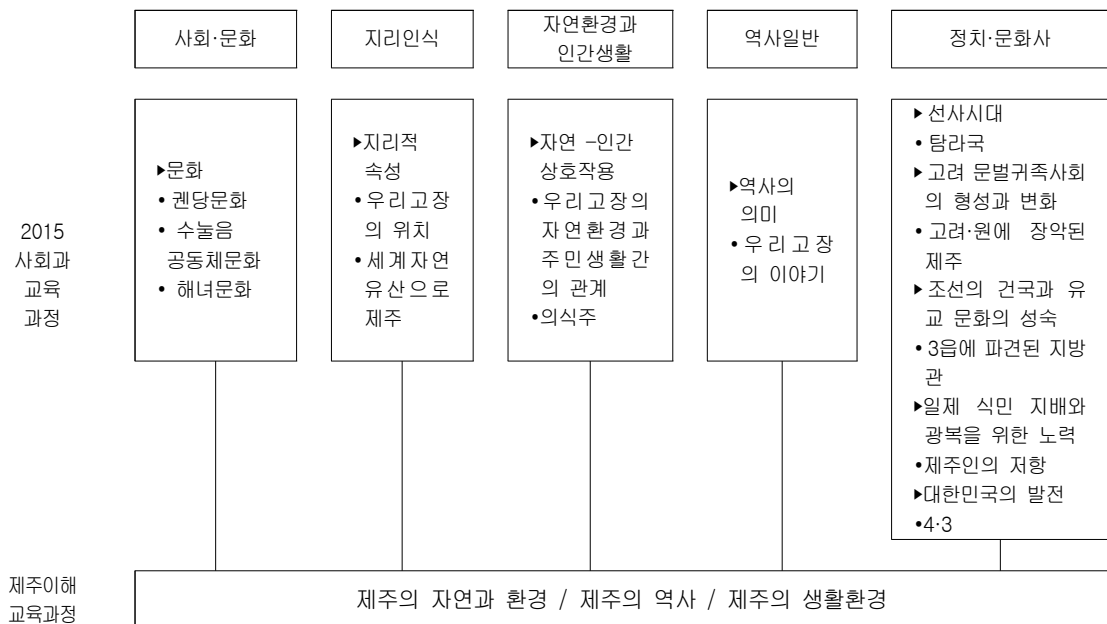 사회·문화
지리인식
자연환경과
인간생활
역사일반
정치·문화사
2015
사회과
교육
과정
▸문화
• 궨당문화
• 수눌음
공동체문화
• 해녀문화
▸지리적
속성
• 우리고장
의 위치
• 세계자연
유산으로
제주
▸자연 -인간
상호작용
• 우리고장의
자연환경과
주민생활간
의 관계
•의식주
▸역사의
의미
• 우리고장
의 이야기
▸ 선사시대
• 탐라국
▸ 고려 문벌귀족사회
의 형성과 변화
• 고려·원에 장악된
제주
▸ 조선의 건국과 유
교 문화의 성숙
• 3읍에 파견된 지방
관
▸일제 식민 지배와
광복을 위한 노력
•제주인의 저항
▸대한민국의 발전
•4·3
제주이해
교육과정
제주의 자연과 환경 / 제주의 역사 / 제주의 생활환경